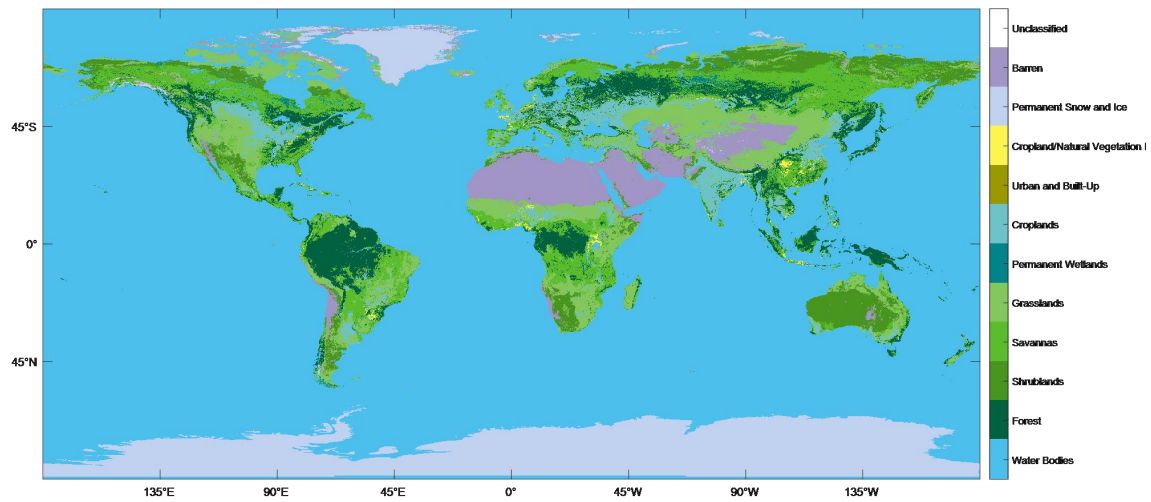 Unclassified
Barren
Permanent Snow and Ice
45°S
Cropland/Natural Vegetation
Urban and Built-Up
Croplands
0°
Permanent Wetlands
Grasslands
Savannas
45°N
Shrublands
Forest
Water Bodies
135°E 90°E 45°E 0° 45°W 90°W 135°W